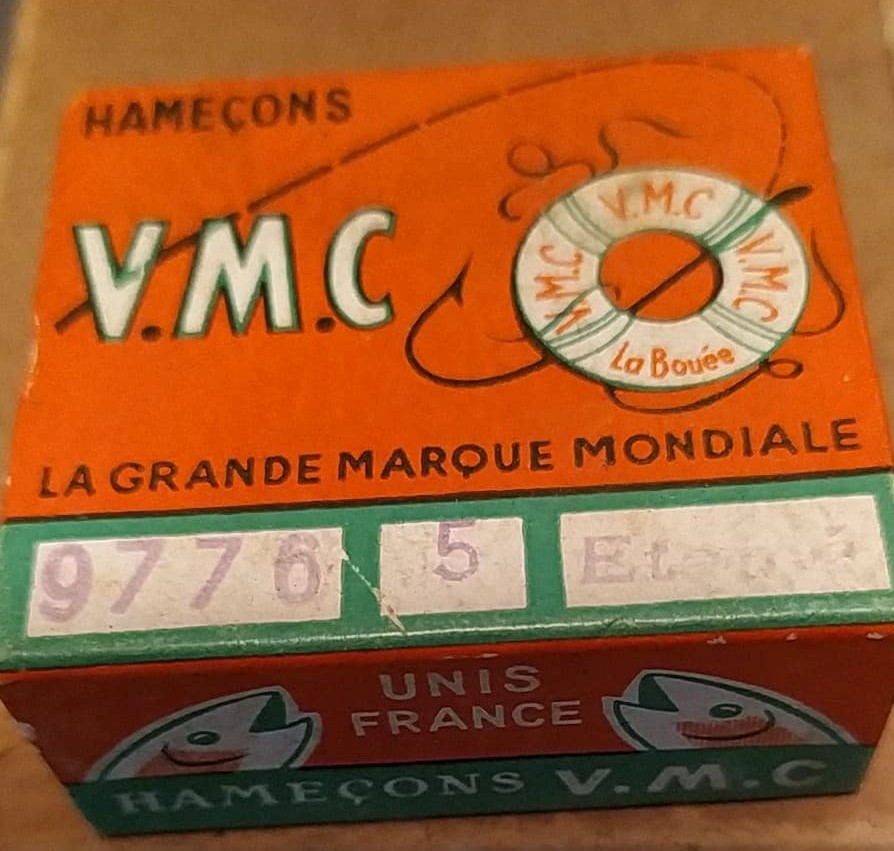 HAMEÇONS
V.M.C
V.M.C
V.M.C
V.M.C
La Bouée
LA GRANDE MARQUE MONDIALE
9776 5
UNIS
FRANCE
HAMEÇONS V.M.C